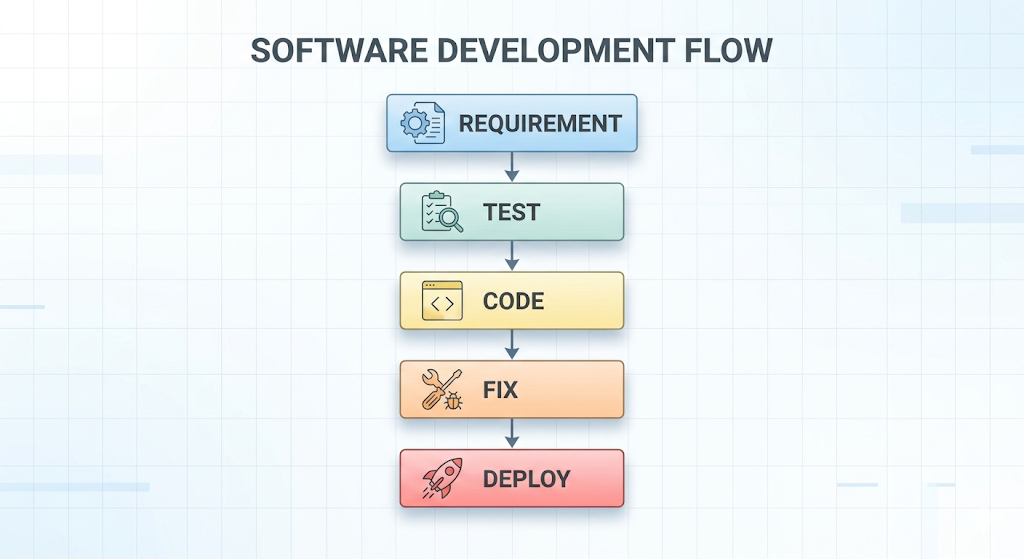 SOFTWARE DEVELOPMENT FLOW
REQUIREMENT
TEST
CODE
FIX
DEPLOY